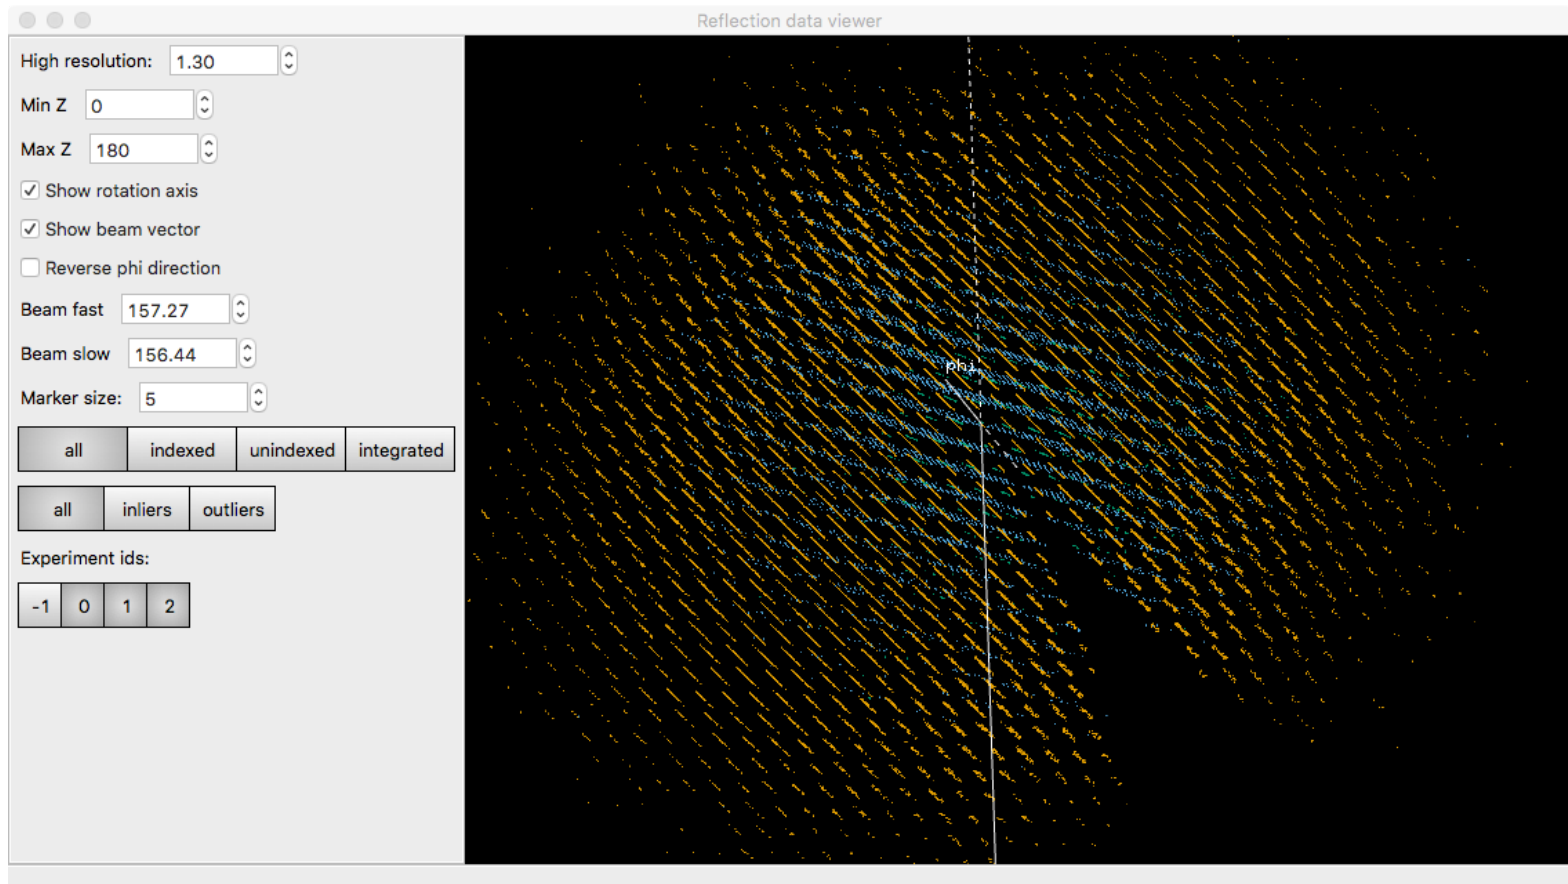 Reflection data viewer
High resolution: 1.30
Min Z 0
Max Z 180
Show rotation axis
Show beam vector
Reverse phi direction
Beam fast 157.27
Beam slow 156.44
Marker size: 5
all indexed unindexed integrated
all inliers outliers
Experiment ids:
-1 0 1 2
phi